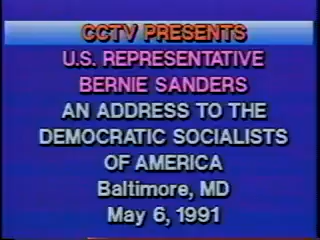 CCTV PRESENTS
U.S. REPRESENTATIVE
BERNIE SANDERS
AN ADDRESS TO THE
DEMOCRATIC SOCIALISTS
OF AMERICA
Baltimore, MD
May 6, 1991